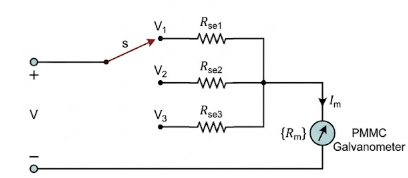 V1 Rse1
S
+
V2 Rse2
V
Im
V3 Rse3
{Rm} PMMC
Galvanometer
−